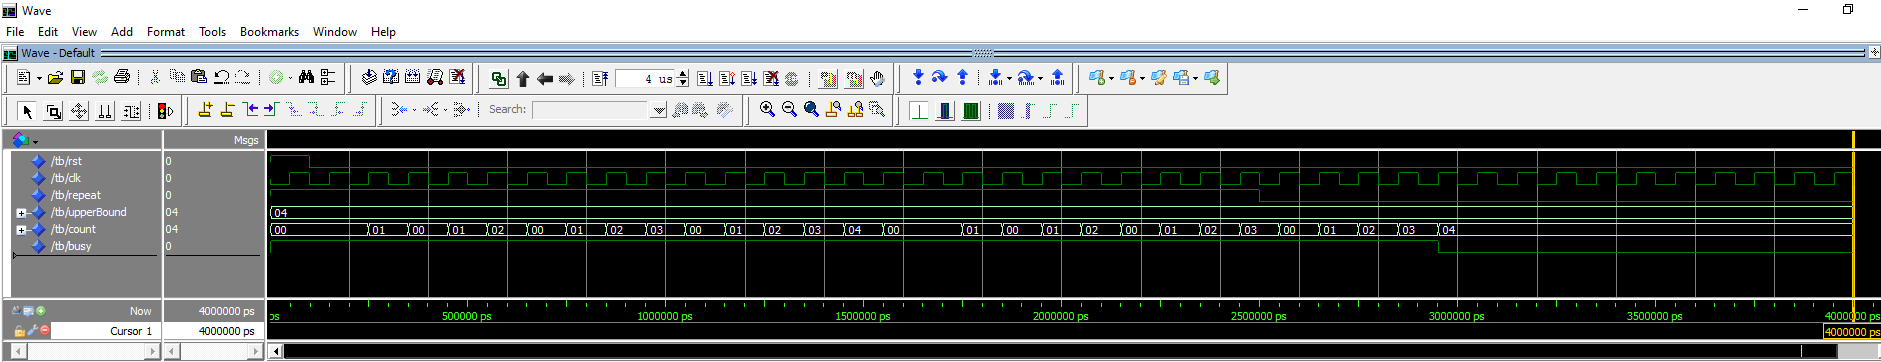 Wave
File Edit View Add Format Tools Bookmarks Window Help
Wave - Default
4 us
Search:
Msgs
/tb/rst 0
/tb/clk 0
/tb/repeat 0
/tb/upperBound 04 04
/tb/count 04 00 01 00 01 02 00 01 02 03 00 01 02 03 04 00 01 00 01 02 00 01 02 03 00 01 02 03 04
/tb/busy 0
Now 4000000 ps ps 500000 ps 1000000 ps 1500000 ps 2000000 ps 2500000 ps 3000000 ps 3500000 ps 4000000 ps
Cursor 1 4000000 ps 4000000 ps